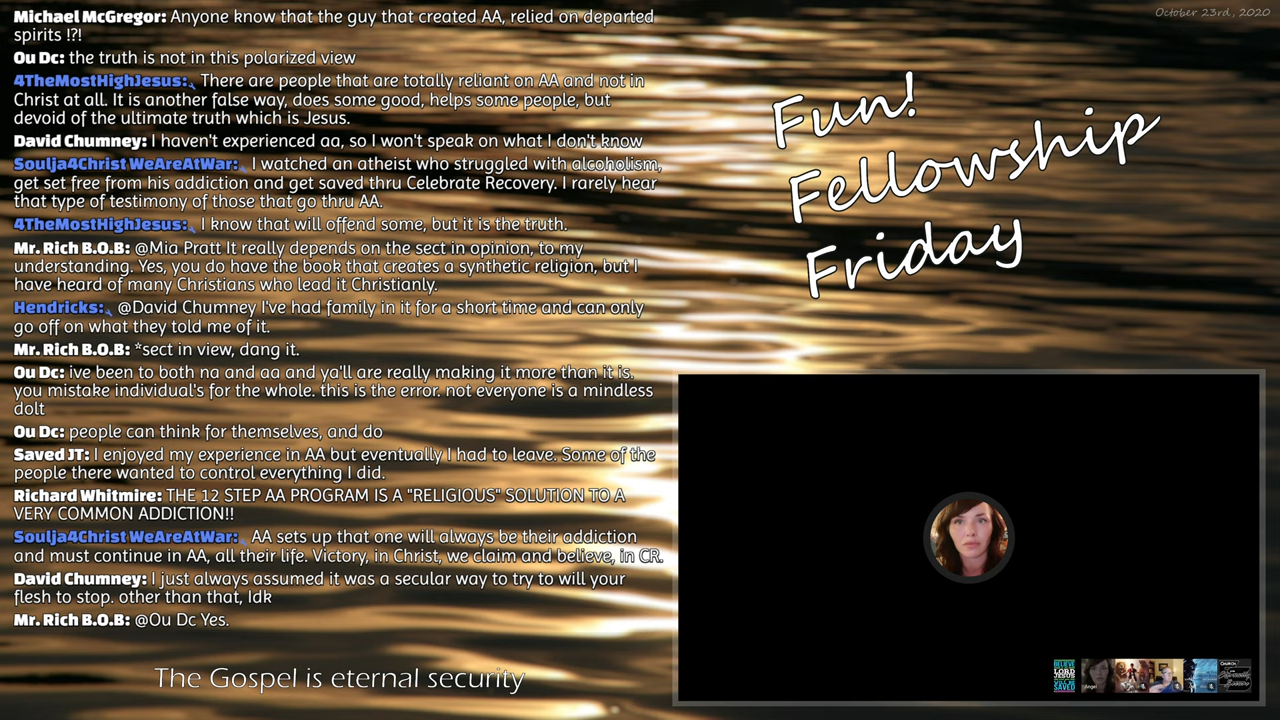 Michael McGregor: Anyone know that the guy that created AA, relied on departed
spirits !?!
Ou Dc: the truth is not in this polarized view
4TheMostHighJesus: There are people that are totally reliant on AA and not in
Christ at all. It is another false way, does some good, helps some people, but
devoid of the ultimate truth which is Jesus.
David Chumney: I haven't experienced aa, so I won't speak on what I don't know
Soulja4Christ WeAreAtWar: I watched an atheist who struggled with alcoholism,
get set free from his addiction and get saved thru Celebrate Recovery. I rarely hear
that type of testimony of those that go thru AA.
4TheMostHighJesus: I know that will offend some, but it is the truth.
Mr. Rich B.O.B: @Mia Pratt It really depends on the sect in opinion, to my
understanding. Yes, you do have the book that creates a synthetic religion, but I
have heard of many Christians who lead it Christianly.
Hendricks: @David Chumney I've had family in it for a short time and can only
go off on what they told me of it.
Mr. Rich B.O.B: *sect in view, dang it.
Ou Dc: ive been to both na and aa and ya'll are really making it more than it is.
you mistake individual's for the whole. this is the error. not everyone is a mindless
dolt
Ou Dc: people can think for themselves, and do
Saved JT: I enjoyed my experience in AA but eventually I had to leave. Some of the
people there wanted to control everything I did.
Richard Whitmire: THE 12 STEP AA PROGRAM IS A "RELIGIOUS" SOLUTION TO A
VERY COMMON ADDICTION!!
Soulja4Christ WeAreAtWar: AA sets up that one will always be their addiction
and must continue in AA, all their life. Victory, in Christ, we claim and believe, in CR.
David Chumney: I just always assumed it was a secular way to try to will your
flesh to stop. other than that, Idk
Mr. Rich B.O.B: @Ou Dc Yes.
The Gospel is eternal security
October 23rd, 2020
Fun!
Fellowship
Friday
BELIEVE
LORD
JESUS
SAVED
Angel
CHURCH